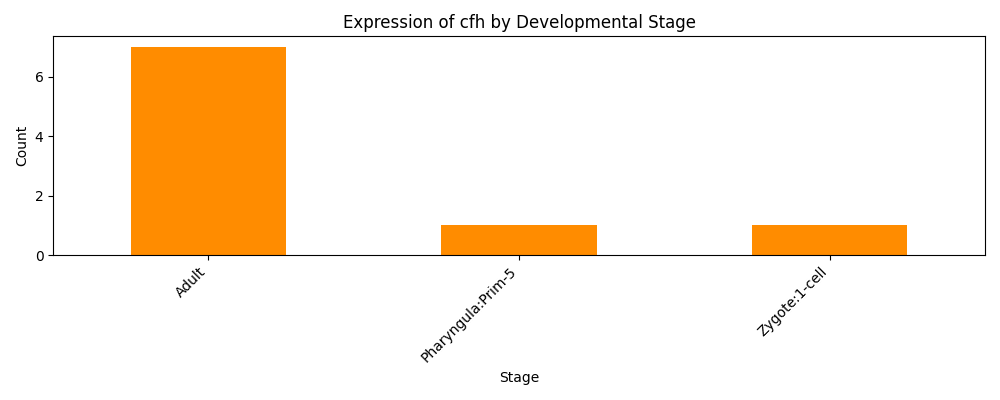 Expression of cfh by Developmental Stage
Count
6
4
2
0
Adult
Pharyngula:Prim-5
Zygote:1-cell
Stage